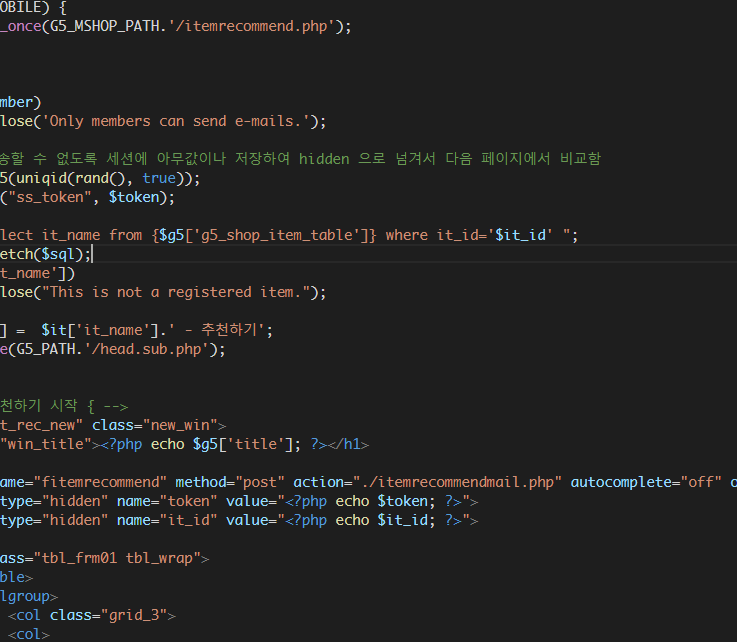 OBILE) {
_once(G5_MSHOP_PATH.'/itemrecommend.php');
mber)
lose('Only members can send e-mails.');
송할 수 없도록 세션에 아무값이나 저장하여 hidden 으로 넘겨서 다음 페이지에서 비교함
5(uniqid(rand(), true));
("ss_token", $token);
lect it_name from {$g5['g5_shop_item_table']} where it_id='$it_id' ";
etch($sql);
t_name'])
lose("This is not a registered item.");
] =  $it['it_name'].' - 추천하기';
e(G5_PATH.'/head.sub.php');
천하기 시작 { -->
t_rec_new" class="new_win">
"win_title"><?php echo $g5['title']; ?></h1>
ame="fitemrecommend" method="post" action="./itemrecommendmail.php" autocomplete="off" o
type="hidden" name="token" value="<?php echo $token; ?>">
type="hidden" name="it_id" value="<?php echo $it_id; ?>">
ass="tbl_frm01 tbl_wrap">
ble>
lgroup>
<col class="grid_3">
<col>